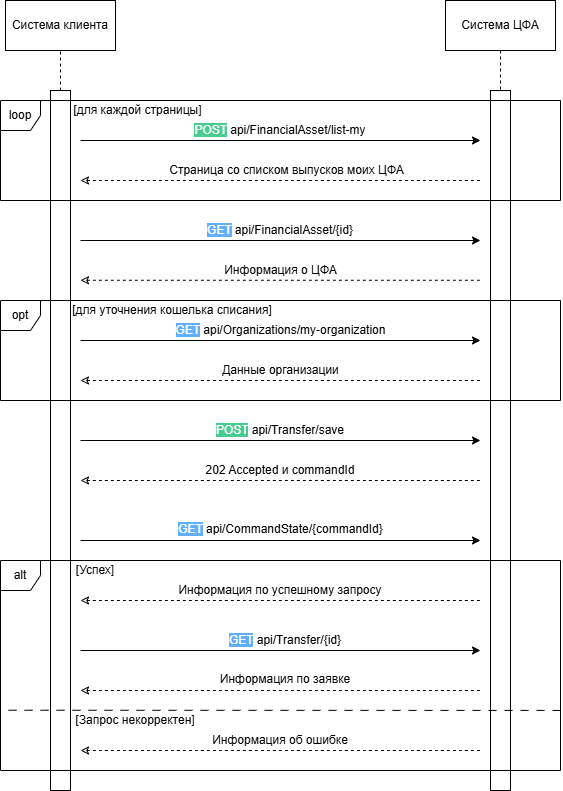 Система клиента
Система ЦФА
loop
[для каждой страницы]
POST api/FinancialAsset/list-my
Страница со списком выпусков моих ЦФА
GET api/FinancialAsset/{id}
Информация о ЦФА
opt
[для уточнения кошелька списания]
GET api/Organizations/my-organization
Данные организации
POST api/Transfer/save
202 Accepted и commandId
GET api/CommandState/{commandId}
alt
[Успех]
Информация по успешному запросу
GET api/Transfer/{id}
Информация по заявке
[Запрос некорректен]
Информация об ошибке